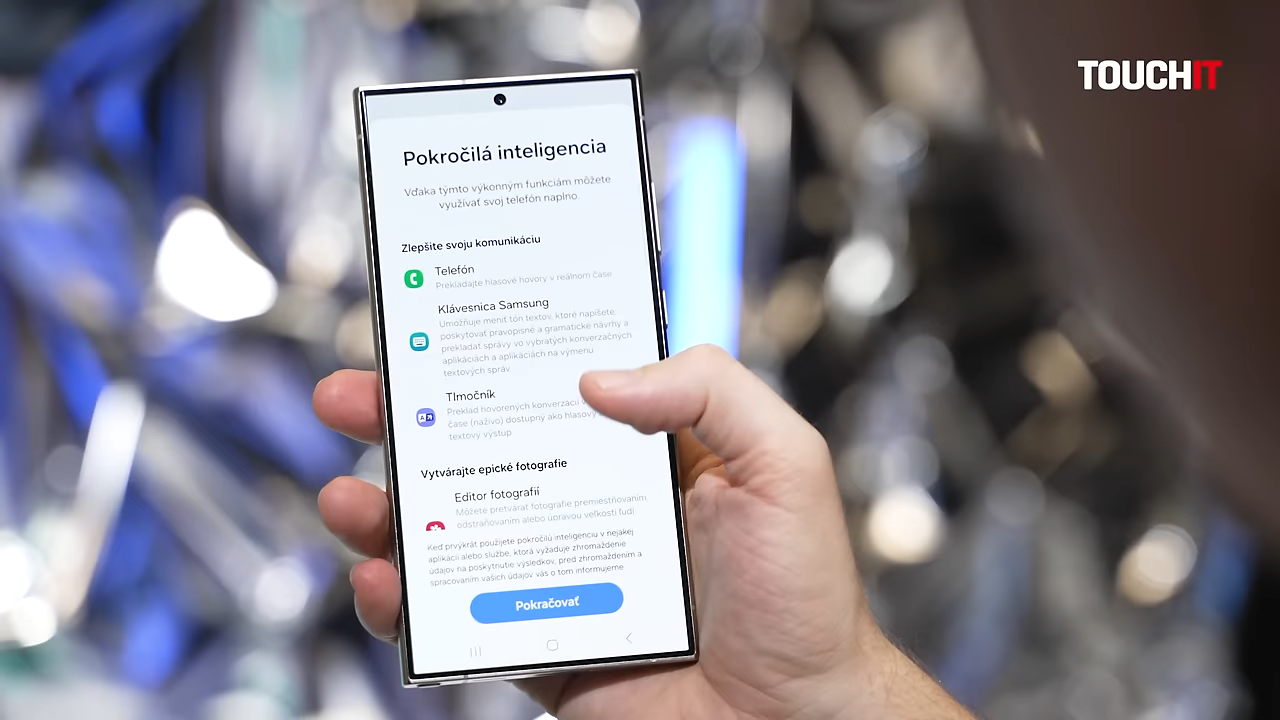 TOUCHIT
Pokročilá inteligencia
Vďaka týmto výkonným funkciám môžete
využívať svoj telefón naplno.
Zlepšite svoju komunikáciu
Telefón
Prekladajte hlasové hovory v reálnom čase
Klávesnica Samsung
Umožňuje meniť tón textov, ktoré napíšete,
poskytovať pravopisné a gramatické návrhy a
prekladať správy vo vybratých konverzačných
aplikáciách a aplikáciách na výmenu
textových správ.
Tlmočník
Preklad hovorených konverzácií v
čase (naživo) dostupný ako hlasový
textový výstup
Vytvárajte epické fotografie
Editor fotografií
Môžete pretvárať fotografie premiestňovaním,
odstraňovaním alebo úpravou veľkosti ľudí
Keď prvýkrát použijete pokročilú inteligenciu v nejakej
aplikácii alebo službe, ktorá vyžaduje zhromaždenie
údajov na poskytnutie výsledkov, pred zhromaždením a
spracovaním vašich údajov vás o tom informujeme
Pokračovať